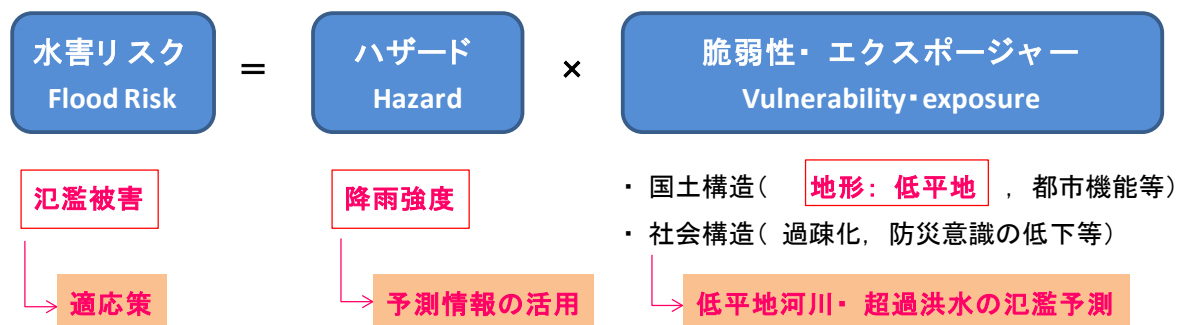 水害リスク
Flood Risk
＝
ハザード
Hazard
×
脆弱性・エクスポージャー
Vulnerability・exposure
氾濫被害
適応策
降雨強度
予測情報の活用
・ 国土構造( 地形: 低平地 , 都市機能等)
・ 社会構造( 過疎化, 防災意識の低下等)
低平地河川・超過洪水の氾濫予測